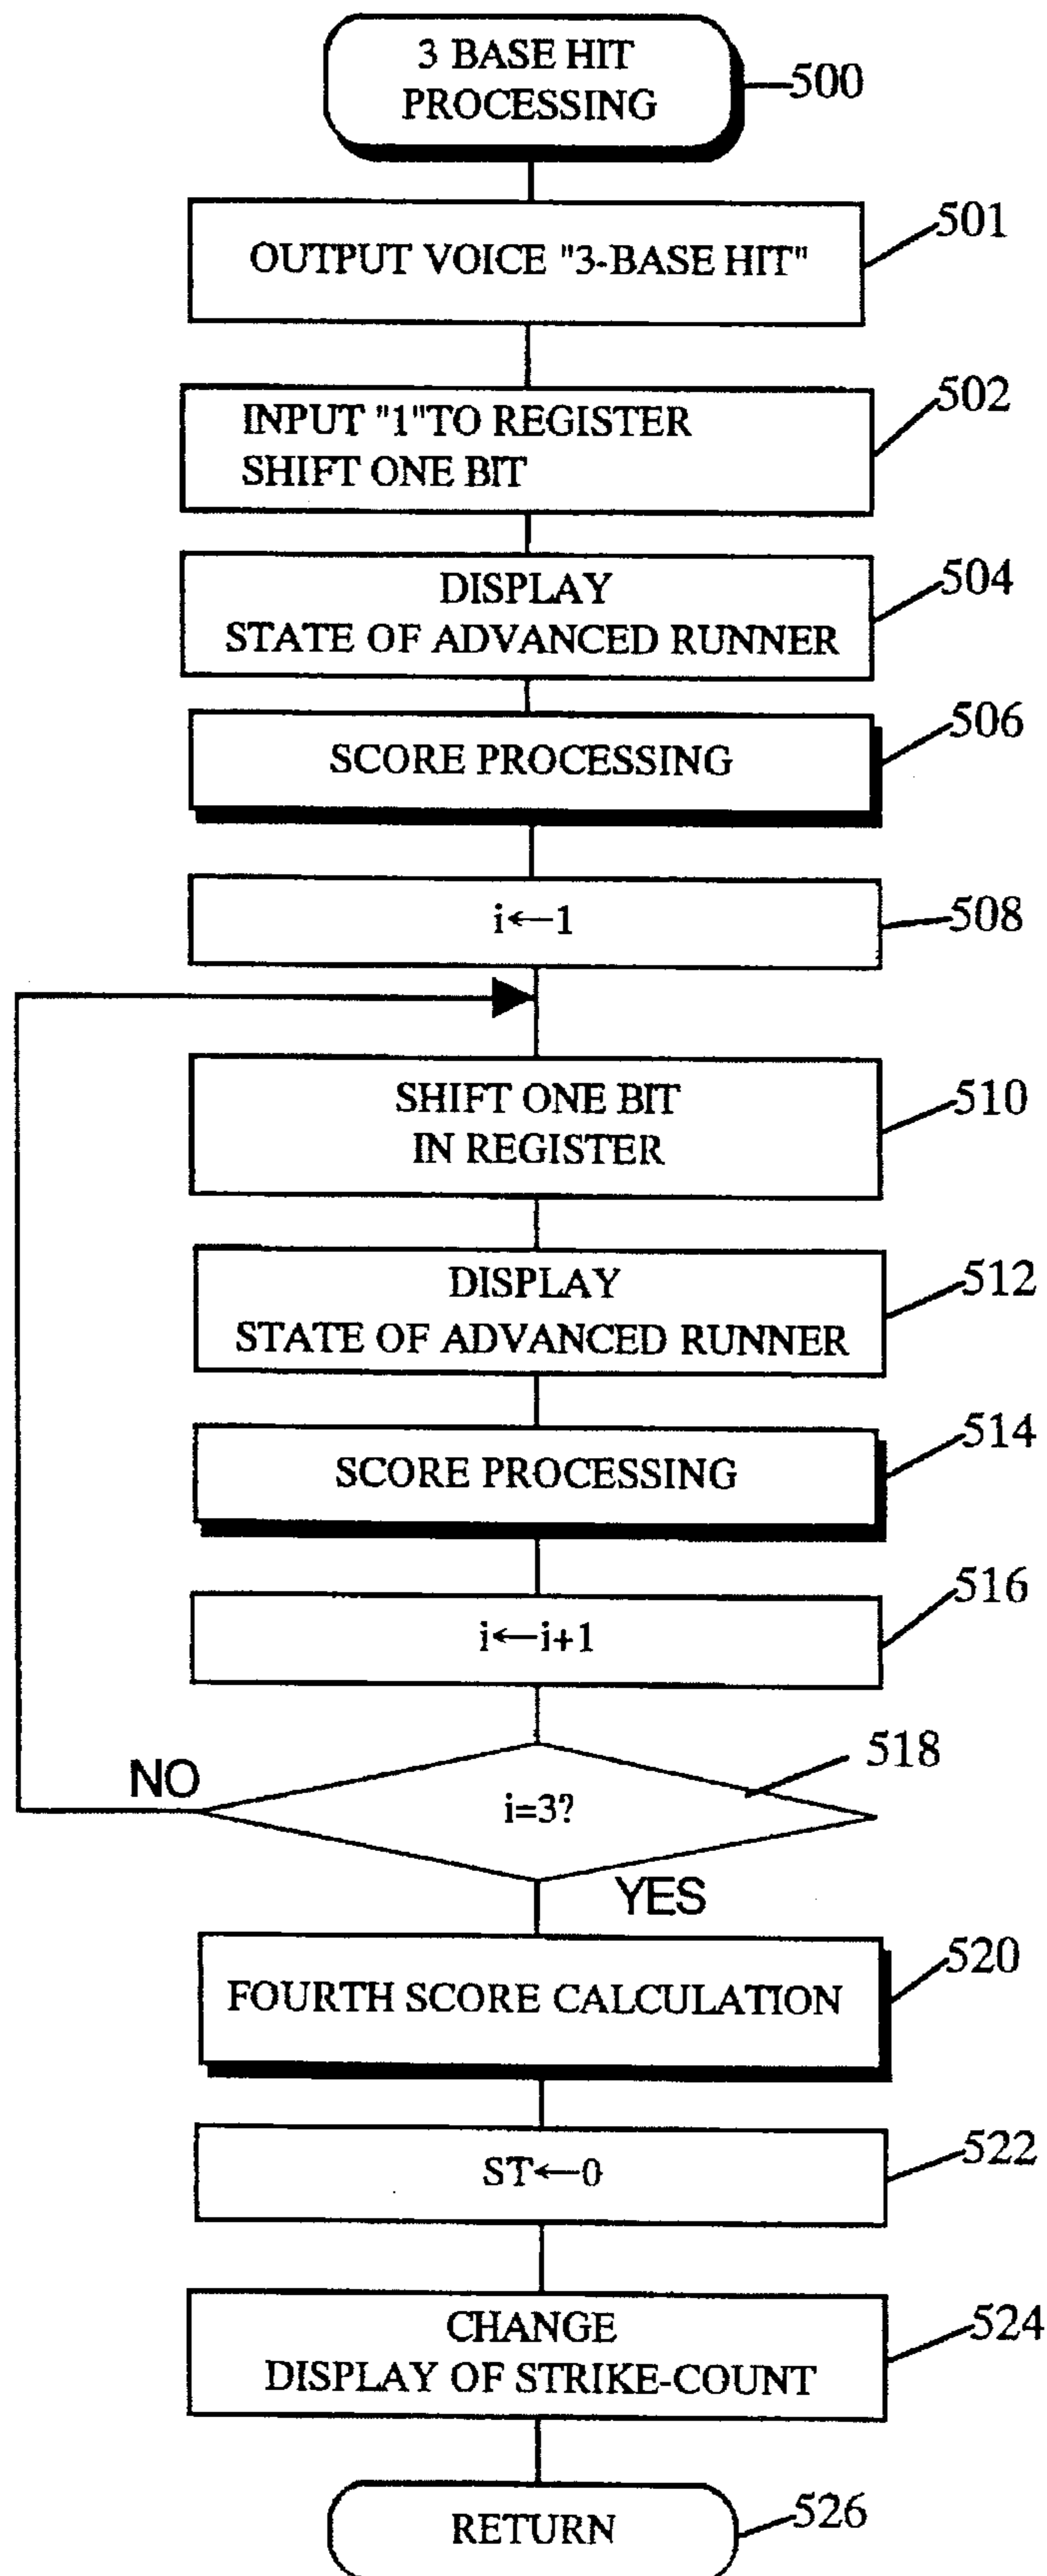 3 BASE HIT
PROCESSING
500
OUTPUT VOICE "3-BASE HIT"
501
INPUT "1"TO REGISTER
SHIFT ONE BIT
502
DISPLAY
STATE OF ADVANCED RUNNER
504
SCORE PROCESSING
506
i←1
508
SHIFT ONE BIT
IN REGISTER
510
DISPLAY
STATE OF ADVANCED RUNNER
512
SCORE PROCESSING
514
i←i+1
516
NO
i=3?
518
YES
FOURTH SCORE CALCULATION
520
ST←0
522
CHANGE
DISPLAY OF STRIKE-COUNT
524
RETURN
526